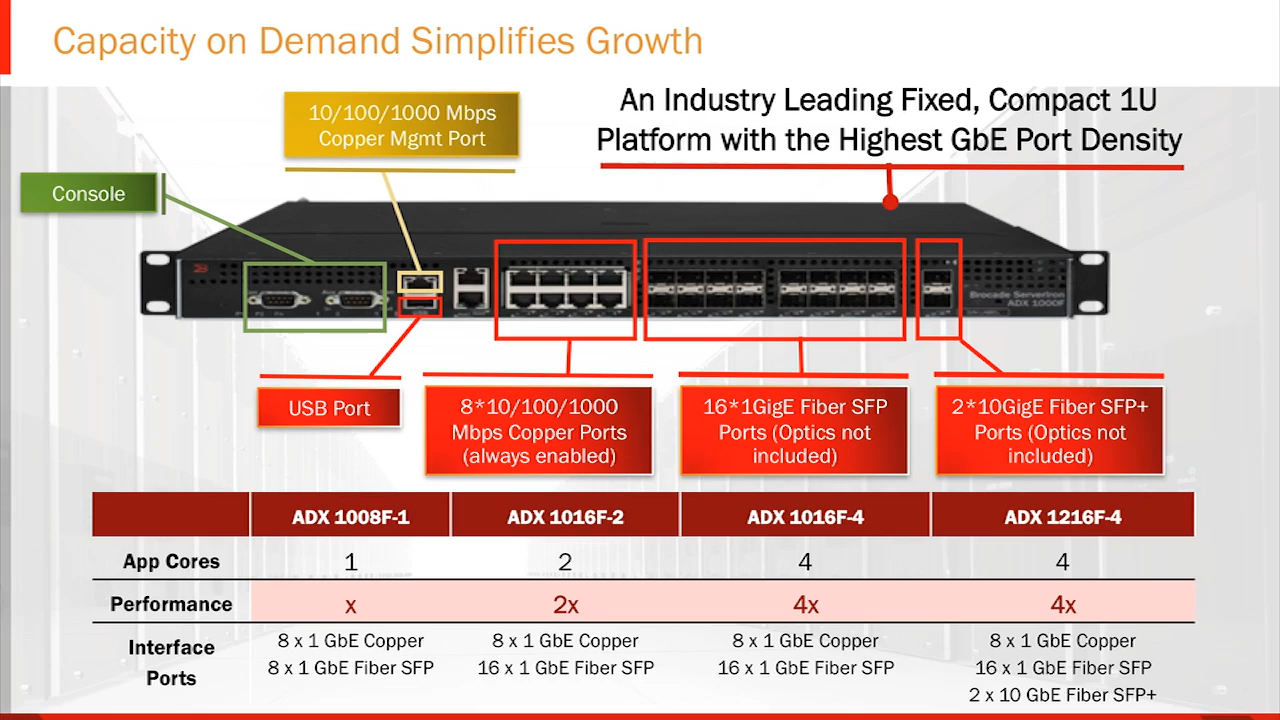 Capacity on Demand Simplifies Growth
10/100/1000 Mbps
Copper Mgmt Port
An Industry Leading Fixed, Compact 1U
Platform with the Highest GbE Port Density
Console
Brocade ServerIron
ADX 1000F
USB Port
8*10/100/1000
Mbps Copper Ports
(always enabled)
16*1GigE Fiber SFP
Ports (Optics not
included)
2*10GigE Fiber SFP+
Ports (Optics not
included)
ADX 1008F-1 ADX 1016F-2 ADX 1016F-4 ADX 1216F-4
App Cores 1 2 4 4
Performance x 2x 4x 4x
Interface
Ports
8 x 1 GbE Copper
8 x 1 GbE Fiber SFP
8 x 1 GbE Copper
16 x 1 GbE Fiber SFP
8 x 1 GbE Copper
16 x 1 GbE Fiber SFP
8 x 1 GbE Copper
16 x 1 GbE Fiber SFP
2 x 10 GbE Fiber SFP+